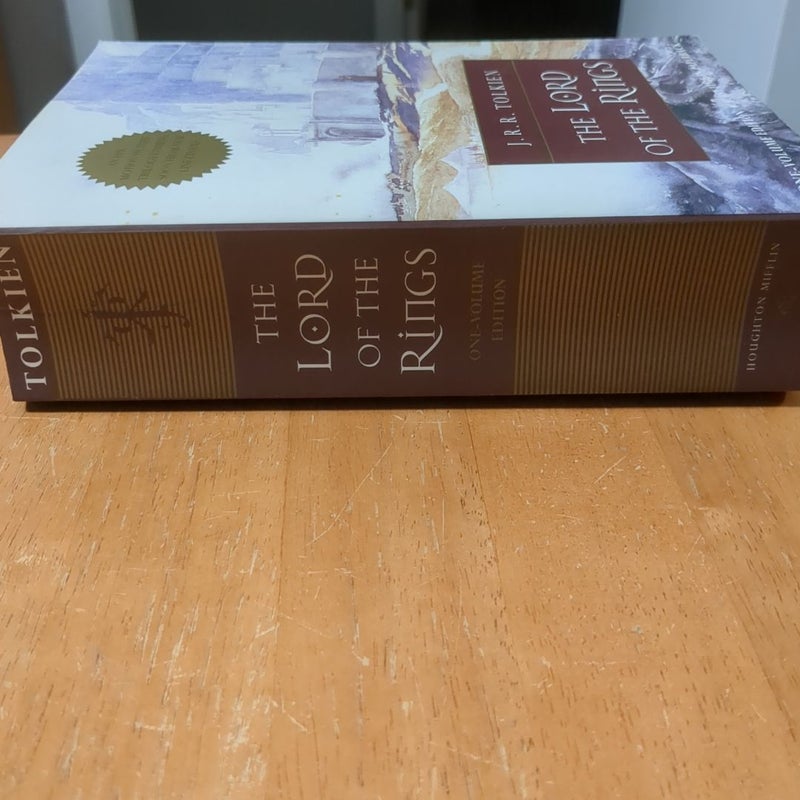 J. R. R. TOLKIEN
THE LORD
OF THE RINGS
TOLKIEN
THE
LORD
OF THE
RINGS
ONE-VOLUME
EDITION
HOUGHTON MIFFLIN